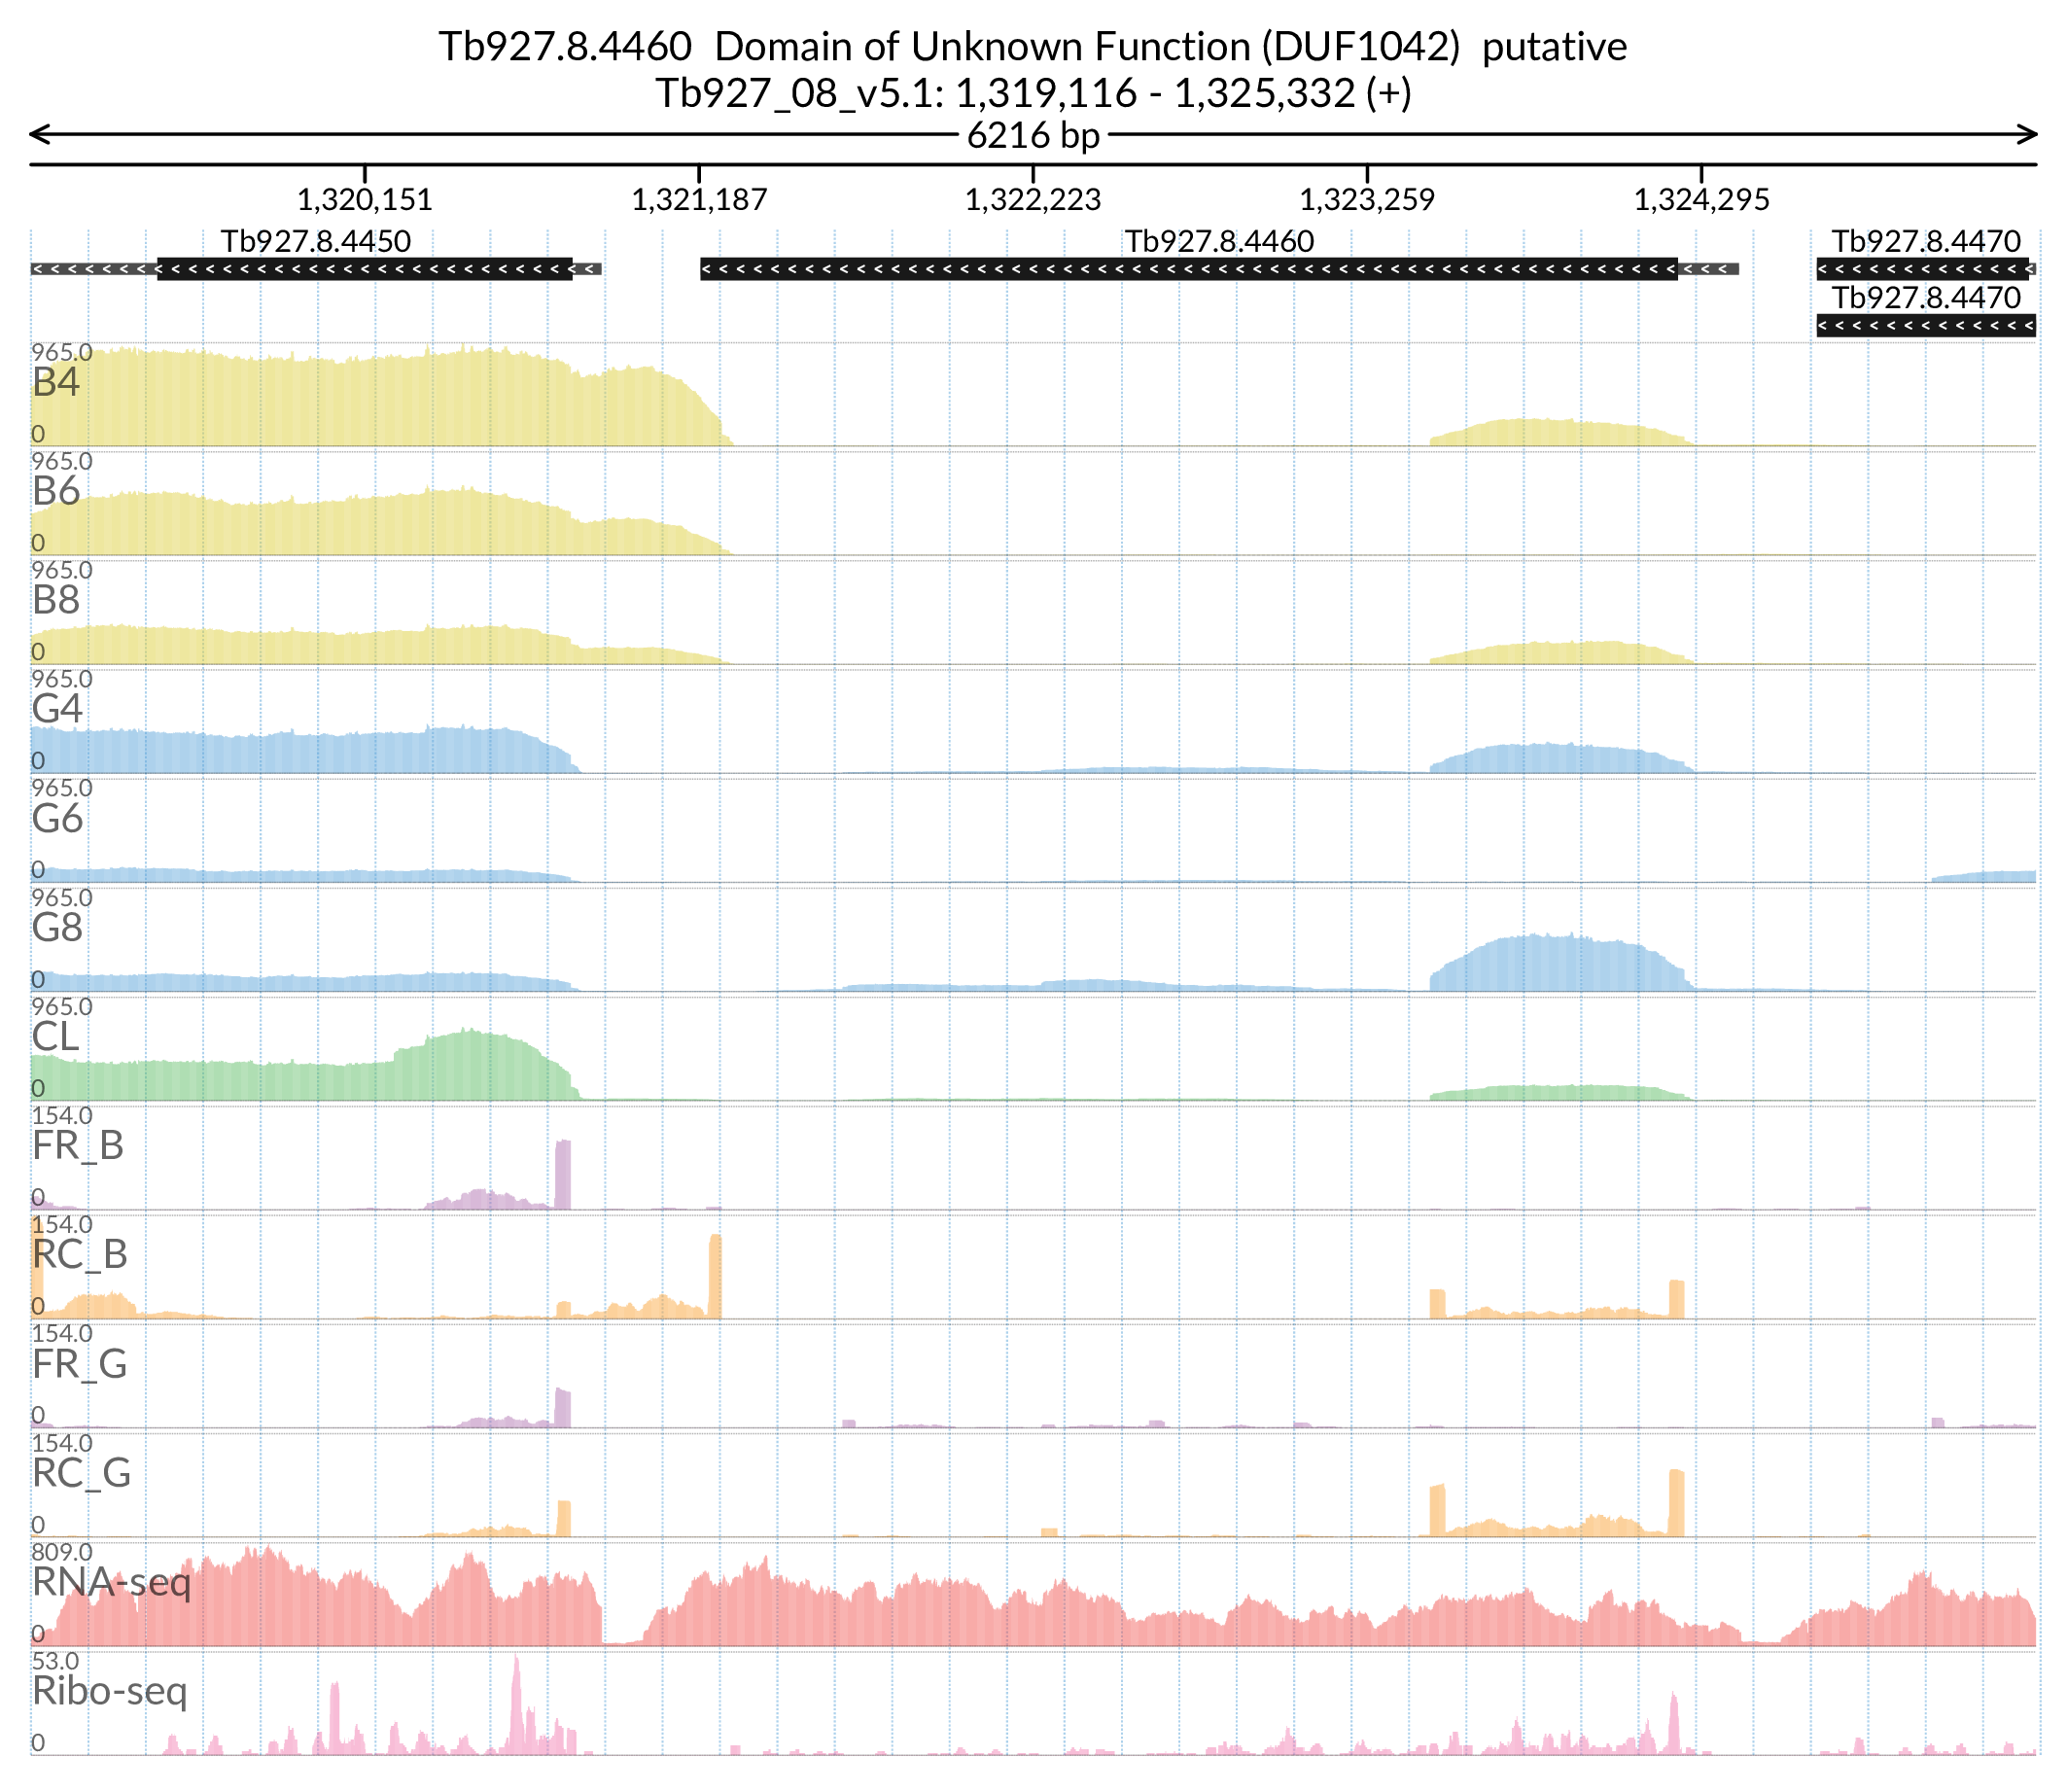 Tb927.8.4460  Domain of Unknown Function (DUF1042)  putative
Tb927_08_v5.1: 1,319,116 - 1,325,332 (+)
6216 bp
1,320,151 1,321,187 1,322,223 1,323,259 1,324,295
Tb927.8.4450 Tb927.8.4460 Tb927.8.4470
Tb927.8.4470
965.0
B4
0
965.0
B6
0
965.0
B8
0
965.0
G4
0
965.0
G6
0
965.0
G8
0
965.0
CL
0
154.0
FR_B
0
154.0
RC_B
0
154.0
FR_G
0
154.0
RC_G
0
809.0
RNA-seq
0
53.0
Ribo-seq
0